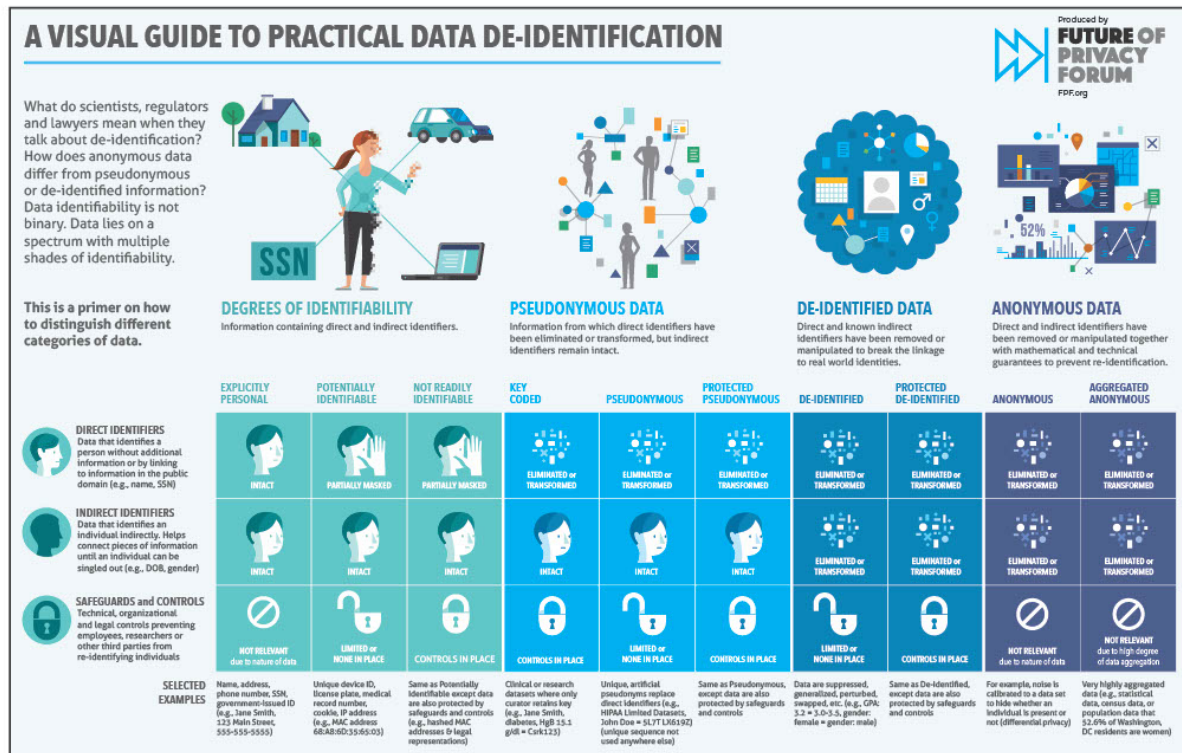 A VISUAL GUIDE TO PRACTICAL DATA DE-IDENTIFICATION
Produced by
FUTURE OF
PRIVACY
FORUM
FPF.org
What do scientists, regulators
and lawyers mean when they
talk about de-identification?
How does anonymous data
differ from pseudonymous
or de-identified information?
Data identifiability is not
binary. Data lies on a
spectrum with multiple
shades of identifiability.
This is a primer on how
to distinguish different
categories of data.
SSN
52%
DEGREES OF IDENTIFIABILITY
Information containing direct and indirect identifiers.
PSEUDONYMOUS DATA
Information from which direct identifiers have
been eliminated or transformed, but indirect
identifiers remain intact.
DE-IDENTIFIED DATA
Direct and known indirect
identifiers have been removed or
manipulated to break the linkage
to real world identities.
ANONYMOUS DATA
Direct and indirect identifiers have
been removed or manipulated together
with mathematical and technical
guarantees to prevent re-identification.
EXPLICITLY
PERSONAL
POTENTIALLY
IDENTIFIABLE
NOT READILY
IDENTIFIABLE
KEY
CODED
PSEUDONYMOUS
PROTECTED
PSEUDONYMOUS
DE-IDENTIFIED
PROTECTED
DE-IDENTIFIED
ANONYMOUS
AGGREGATED
ANONYMOUS
DIRECT IDENTIFIERS
Data that identifies a
person without additional
information or by linking
to information in the public
domain (e.g., name, SSN)
INTACT
PARTIALLY MASKED
PARTIALLY MASKED
ELIMINATED or
TRANSFORMED
ELIMINATED or
TRANSFORMED
ELIMINATED or
TRANSFORMED
ELIMINATED or
TRANSFORMED
ELIMINATED or
TRANSFORMED
ELIMINATED or
TRANSFORMED
ELIMINATED or
TRANSFORMED
INDIRECT IDENTIFIERS
Data that identifies an
individual indirectly. Helps
connect pieces of information
until an individual can be
singled out (e.g., DOB, gender)
INTACT
INTACT
INTACT
INTACT
INTACT
INTACT
ELIMINATED or
TRANSFORMED
ELIMINATED or
TRANSFORMED
ELIMINATED or
TRANSFORMED
ELIMINATED or
TRANSFORMED
SAFEGUARDS and CONTROLS
Technical, organizational
and legal controls preventing
employees, researchers or
other third parties from
re-identifying individuals
NOT RELEVANT
due to nature of data
LIMITED or
NONE IN PLACE
CONTROLS IN PLACE
CONTROLS IN PLACE
LIMITED or
NONE IN PLACE
CONTROLS IN PLACE
LIMITED or
NONE IN PLACE
CONTROLS IN PLACE
NOT RELEVANT
due to nature of data
NOT RELEVANT
due to high degree
of data aggregation
SELECTED
EXAMPLES
Name, address,
phone number, SSN,
government-issued ID
(e.g., Jane Smith,
123 Main Street,
555-555-5555)
Unique device ID,
license plate, medical
record number,
cookie, IP address
(e.g., MAC address
68:A8:6D:35:65:03)
Same as Potentially
Identifiable except data
are also protected by
safeguards and controls
(e.g., hashed MAC
addresses & legal
representations)
Clinical or research
datasets where only
curator retains key
(e.g., Jane Smith,
diabetes, HgB 15.1
g/dl = Csrk123)
Unique, artificial
pseudonyms replace
direct identifiers (e.g.,
HIPAA Limited Datasets,
John Doe = 5L7T LX619Z)
(unique sequence not
used anywhere else)
Same as Pseudonymous,
except data are also
protected by safeguards
and controls
Data are suppressed,
generalized, perturbed,
swapped, etc. (e.g., GPA:
3.2 = 3.0-3.5, gender:
female = gender: male)
Same as De-Identified,
except data are also
protected by safeguards
and controls
For example, noise is
calibrated to a data set
to hide whether an
individual is present or
not (differential privacy)
Very highly aggregated
data (e.g., statistical
data, census data, or
population data that
52.6% of Washington,
DC residents are women)